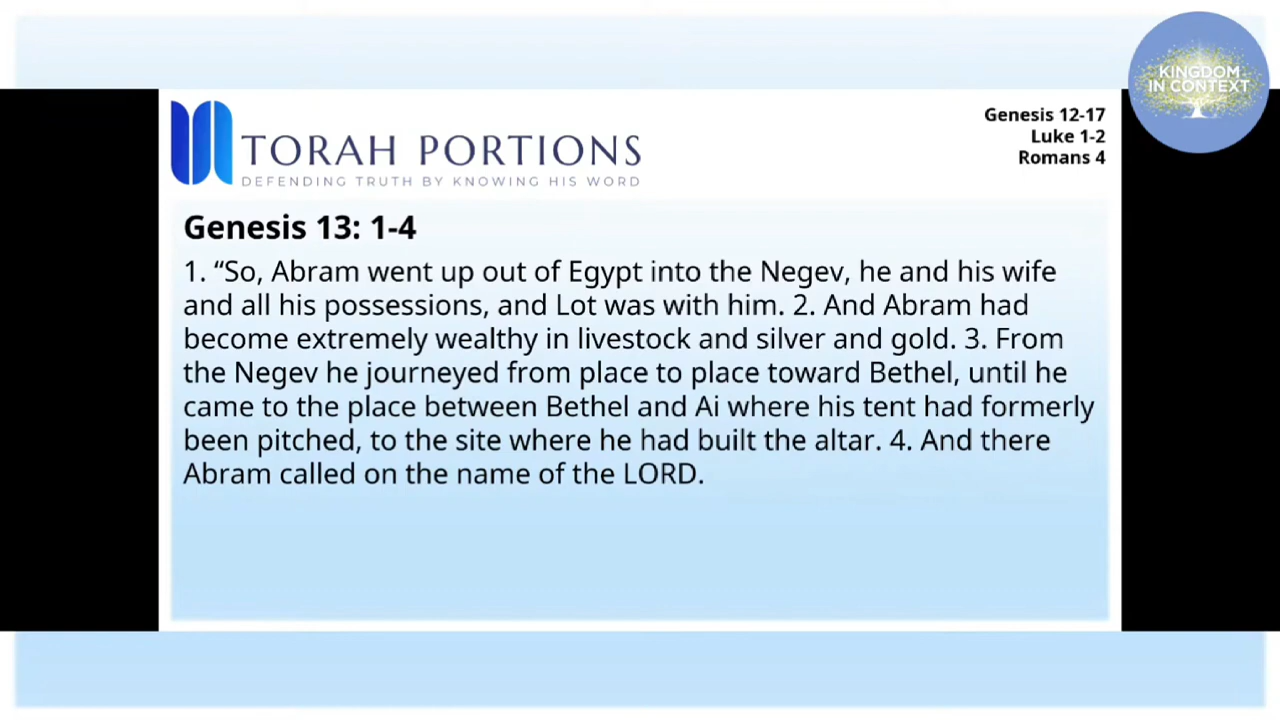 KINGDOM
IN CONTEXT
Genesis 12-17
Luke 1-2
Romans 4
TORAH PORTIONS
DEFENDING TRUTH BY KNOWING HIS WORD
Genesis 13: 1-4
1. “So, Abram went up out of Egypt into the Negev, he and his wife
and all his possessions, and Lot was with him. 2. And Abram had
become extremely wealthy in livestock and silver and gold. 3. From
the Negev he journeyed from place to place toward Bethel, until he
came to the place between Bethel and Ai where his tent had formerly
been pitched, to the site where he had built the altar. 4. And there
Abram called on the name of the LORD.